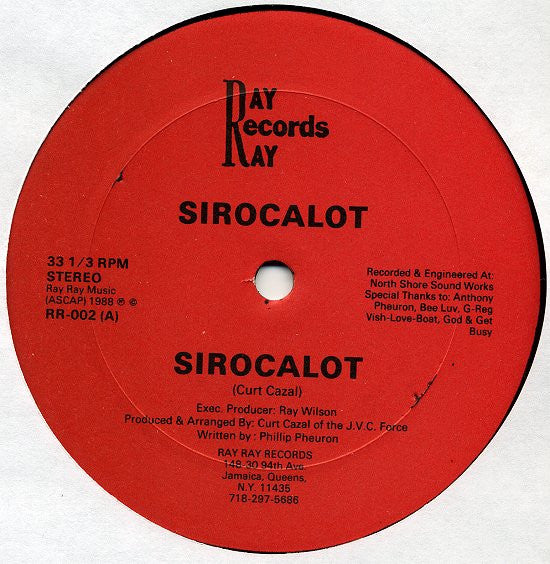 RAY
Records
RAY
SIROCALOT
33 1/3 RPM
STEREO
Ray Ray Music
(ASCAP) 1988 ℗ ©
RR-002 (A)
Recorded & Engineered At:
North Shore Sound Works
Special Thanks to: Anthony
Pheuron, Bee Luv, G-Reg
Vish-Love-Boat, God & Get
Busy
SIROCALOT
(Curt Cazal)
Exec. Producer: Ray Wilson
Produced & Arranged By: Curt Cazal of the J.V.C. Force
Written by: Phillip Pheuron
RAY RAY RECORDS
148-30 94th Ave.
Jamaica, Queens,
N.Y. 11435
718-297-5686